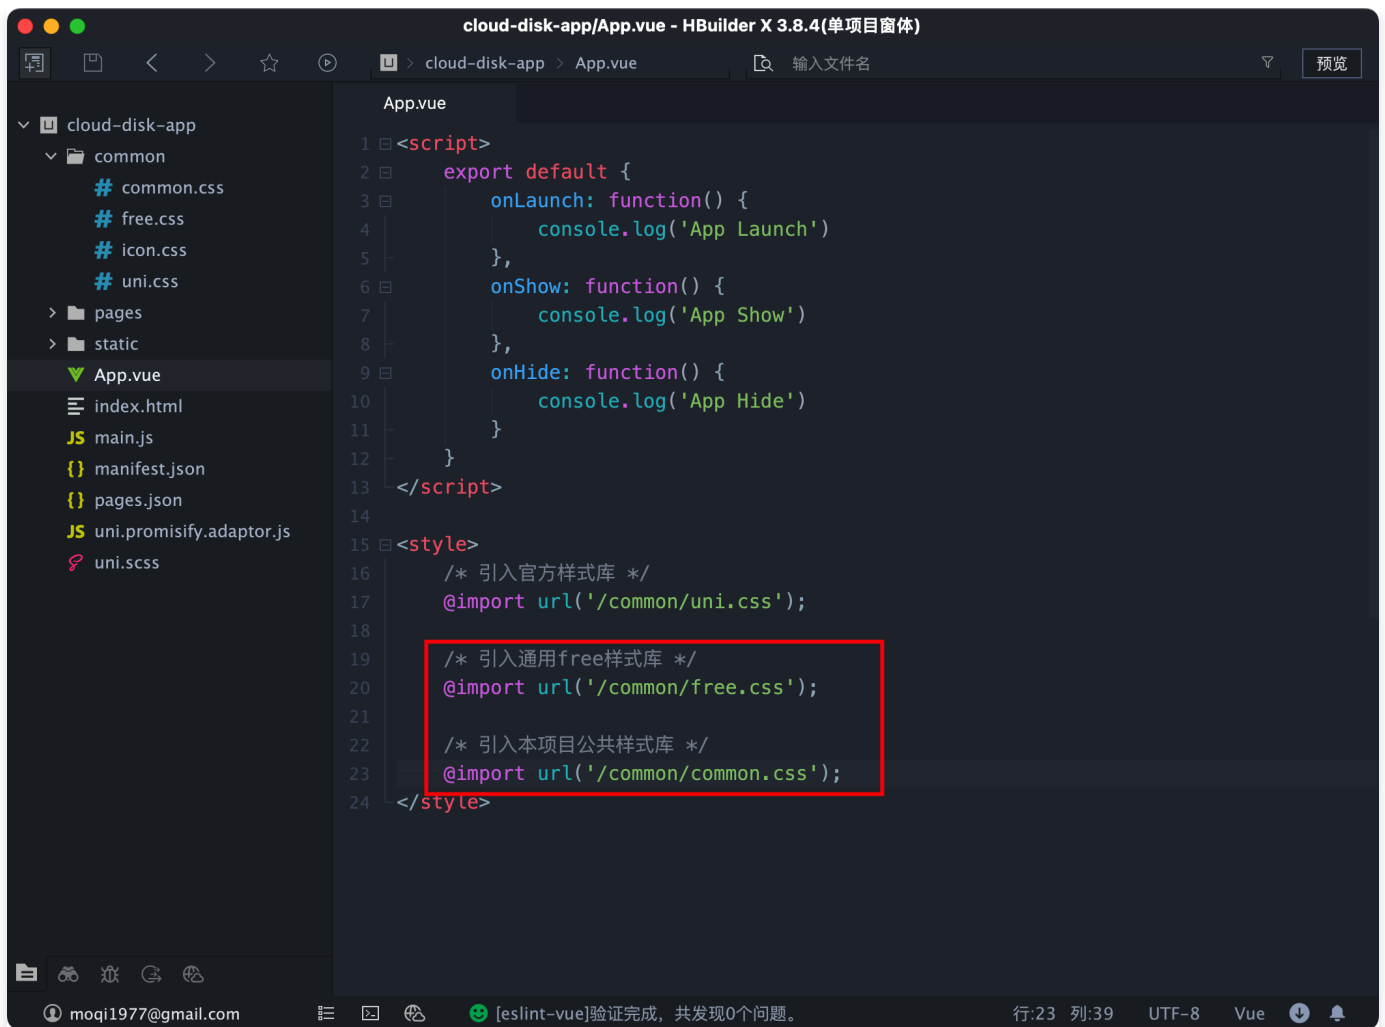 cloud-disk-app/App.vue - HBuilder X 3.8.4(单项目窗体)
cloud-disk-app > App.vue
输入文件名
预览
App.vue
cloud-disk-app
common
# common.css
# free.css
# icon.css
# uni.css
pages
static
App.vue
index.html
JS main.js
{} manifest.json
{} pages.json
JS uni.promisify.adaptor.js
uni.scss
1 <script>
2 export default {
3 onLaunch: function() {
4 console.log('App Launch')
5 },
6 onShow: function() {
7 console.log('App Show')
8 },
9 onHide: function() {
10 console.log('App Hide')
11 }
12 }
13 </script>
14
15 <style>
16 /* 引入官方样式库 */
17 @import url('/common/uni.css');
18
19 /* 引入通用free样式库 */
20 @import url('/common/free.css');
21
22 /* 引入本项目公共样式库 */
23 @import url('/common/common.css');
24 </style>
moqi1977@gmail.com
[eslint-vue]验证完成，共发现0个问题。
行:23 列:39
UTF-8
Vue